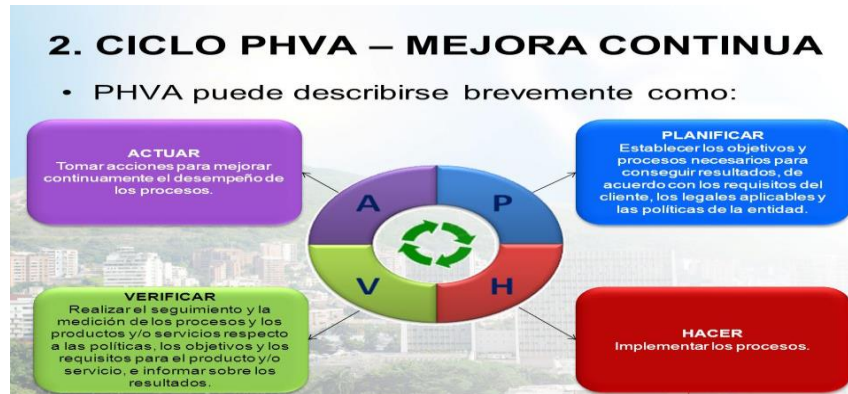 2. CICLO PHVA – MEJORA CONTINUA
• PHVA puede describirse brevemente como:
ACTUAR
Tomar acciones para mejorar
continuamente el desempeño de
los procesos.
PLANIFICAR
Establecer los objetivos y
procesos necesarios para
conseguir resultados, de
acuerdo con los requisitos del
cliente, los legales aplicables y
las políticas de la entidad.
A P
V H
VERIFICAR
Realizar el seguimiento y la
medición de los procesos y los
productos y/o servicios respecto
a las políticas, los objetivos y los
requisitos para el producto y/o
servicio, e informar sobre los
resultados.
HACER
Implementar los procesos.